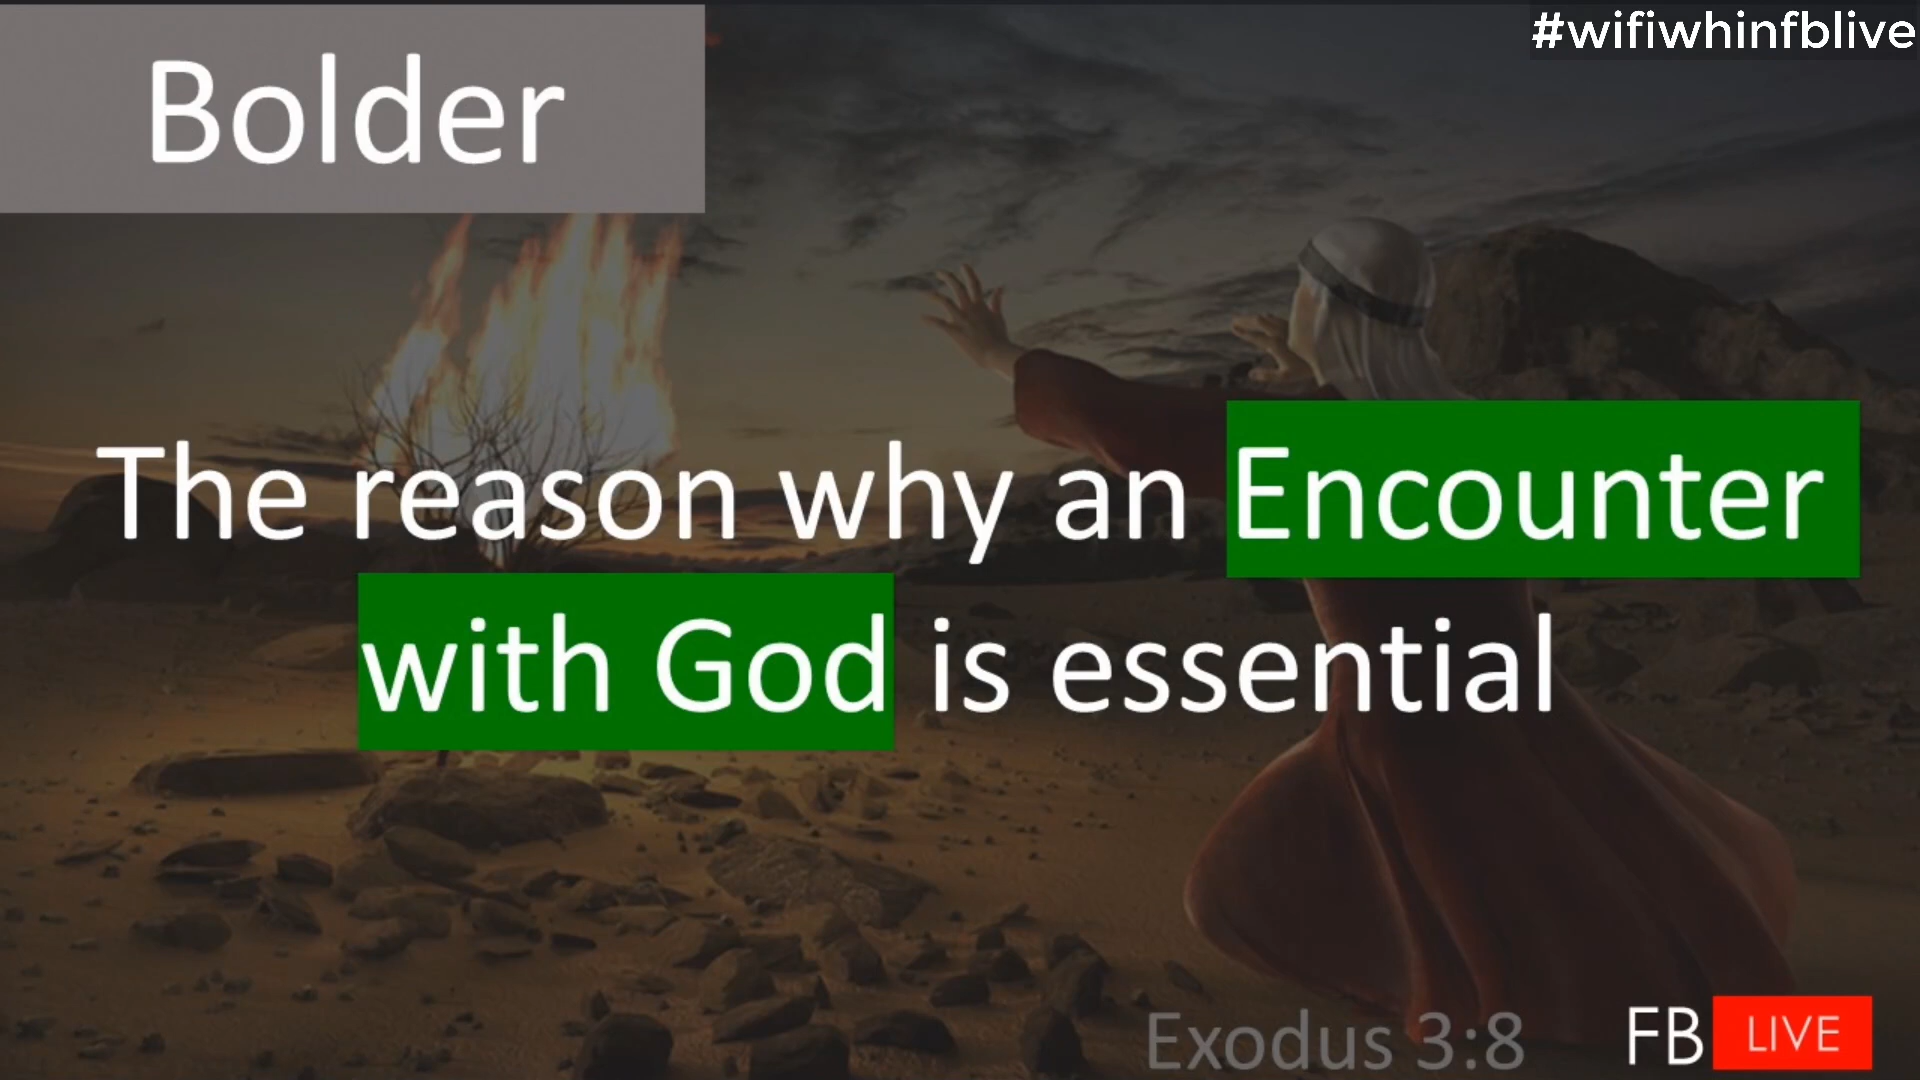 #wifiwhinfblive
Bolder
The reason why an Encounter
with God is essential
Exodus 3:8
FB LIVE